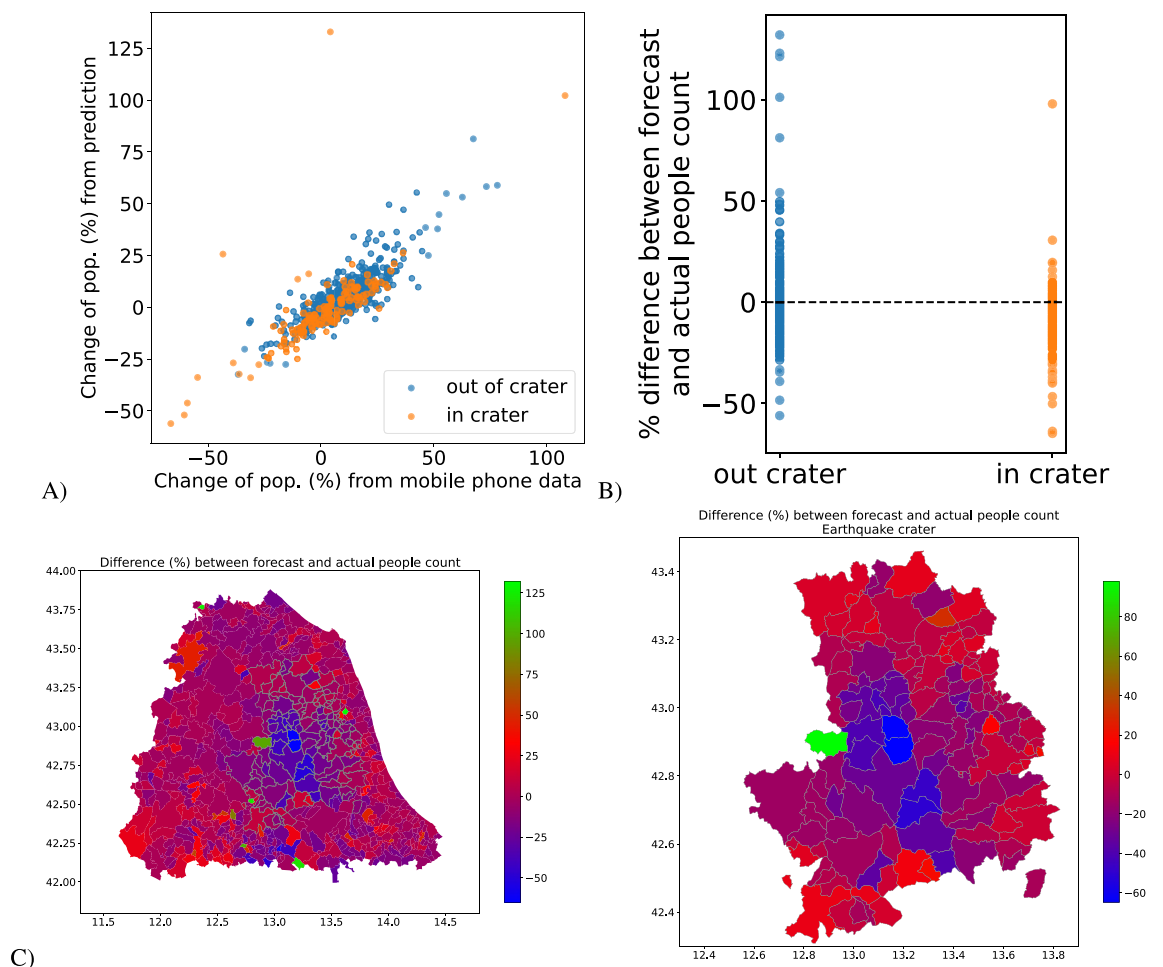 125
100
75
50
25
0
−25
−50
Change of pop. (%) from prediction
out of crater
in crater
−50 0 50 100
Change of pop. (%) from mobile phone data
A)
% difference between forecast
and actual people count
100
50
0
−50
out crater in crater
B)
Difference (%) between forecast and actual people count
44.00
43.75
43.50
43.25
43.00
42.75
42.50
42.25
42.00
11.5 12.0 12.5 13.0 13.5 14.0 14.5
125
100
75
50
25
0
−25
−50
Difference (%) between forecast and actual people count
Earthquake crater
43.4
43.2
43.0
42.8
42.6
42.4
12.4 12.6 12.8 13.0 13.2 13.4 13.6 13.8
80
60
40
20
0
−20
−40
−60
C)